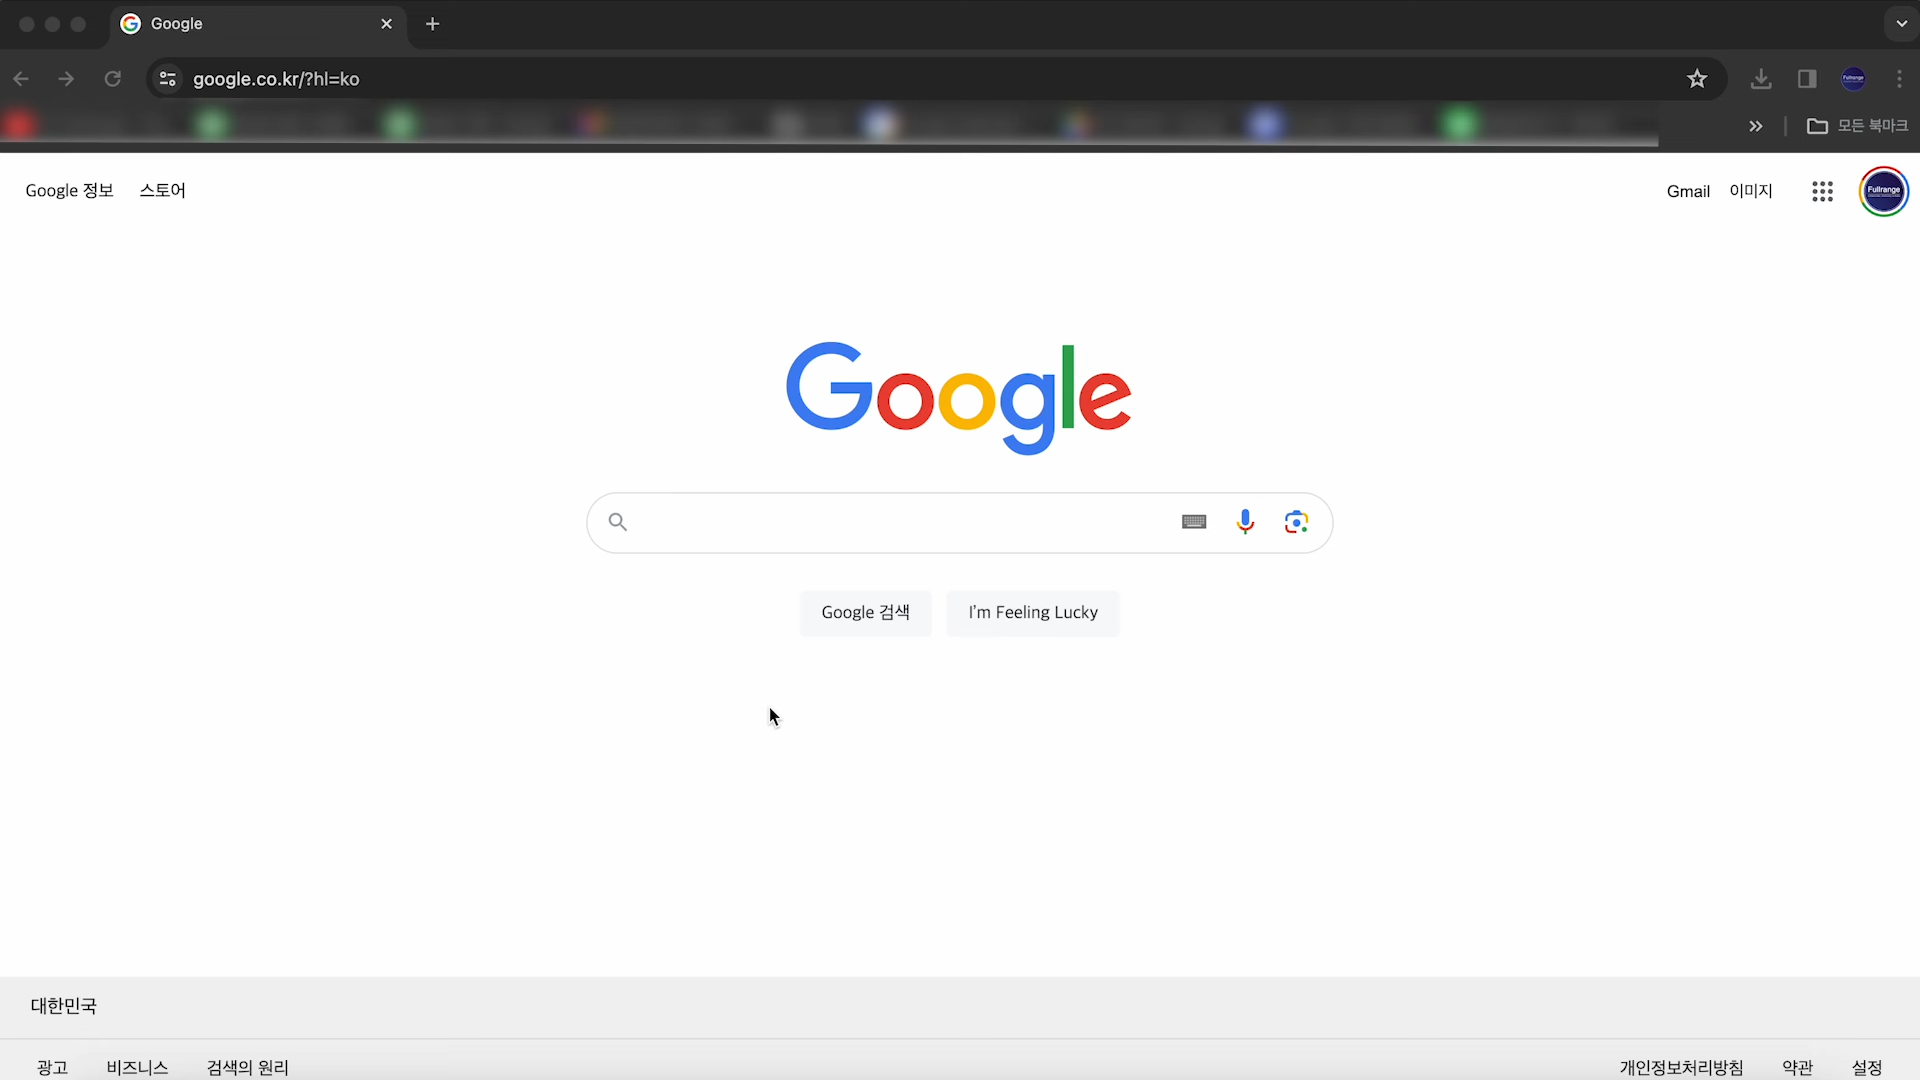 Google
google.co.kr/?hl=ko
모든 북마크
Google 정보 스토어
Gmail 이미지
Fullrange
Google
Google 검색 I'm Feeling Lucky
대한민국
광고 비즈니스 검색의 원리
개인정보처리방침 약관 설정